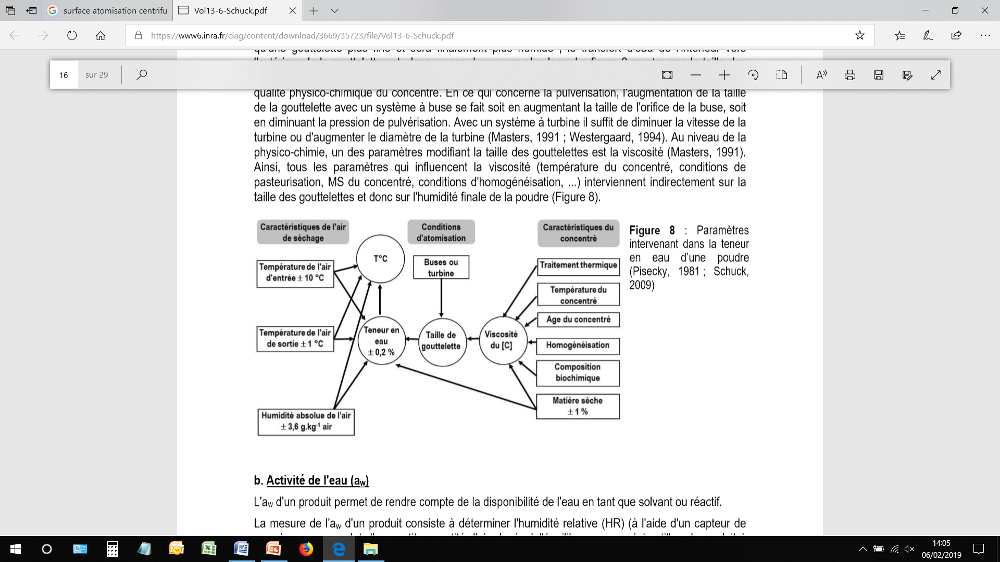 surface atomisation centrifu
Vol13-6-Schuck.pdf
https://www6.inra.fr/ciag/content/download/3669/35723/file/Vol13-6-Schuck.pdf
16 sur 29
qualité physico-chimique du concentré. En ce qui concerne la pulvérisation, l'augmentation de la taille
de la gouttelette avec un système à buse se fait soit en augmentant la taille de l'orifice de la buse, soit
en diminuant la pression de pulvérisation. Avec un système à turbine il suffit de diminuer la vitesse de la
turbine ou d'augmenter le diamètre de la turbine (Masters, 1991 ; Westergaard, 1994). Au niveau de la
physico-chimie, un des paramètres modifiant la taille des gouttelettes est la viscosité (Masters, 1991).
Ainsi, tous les paramètres qui influencent la viscosité (température du concentré, conditions de
pasteurisation, MS du concentré, conditions d'homogénéisation, ...) interviennent indirectement sur la
taille des gouttelettes et donc sur l'humidité finale de la poudre (Figure 8).
Caractéristiques de l'air
de séchage
Conditions
d'atomisation
Caractéristiques du
concentré
Température de l'air
d'entrée ± 10 °C
T°C
Buses ou
turbine
Traitement thermique
Température du
concentré
Age du concentré
Température de l'air
de sortie ± 1 °C
Teneur en
eau
± 0,2 %
Taille de
gouttelette
Viscosité
du [C]
Homogénéisation
Composition
biochimique
Matière sèche
± 1 %
Humidité absolue de l'air
± 3,6 g.kg-1 air
Figure 8 : Paramètres
intervenant dans la teneur
en eau d’une poudre
(Pisecky, 1981 ; Schuck,
2009)
b. Activité de l'eau (aw)
L'aw d'un produit permet de rendre compte de la disponibilité de l'eau en tant que solvant ou réactif.
La mesure de l'aw d'un produit consiste à déterminer l'humidité relative (HR) (à l'aide d'un capteur de
14:05
06/02/2019